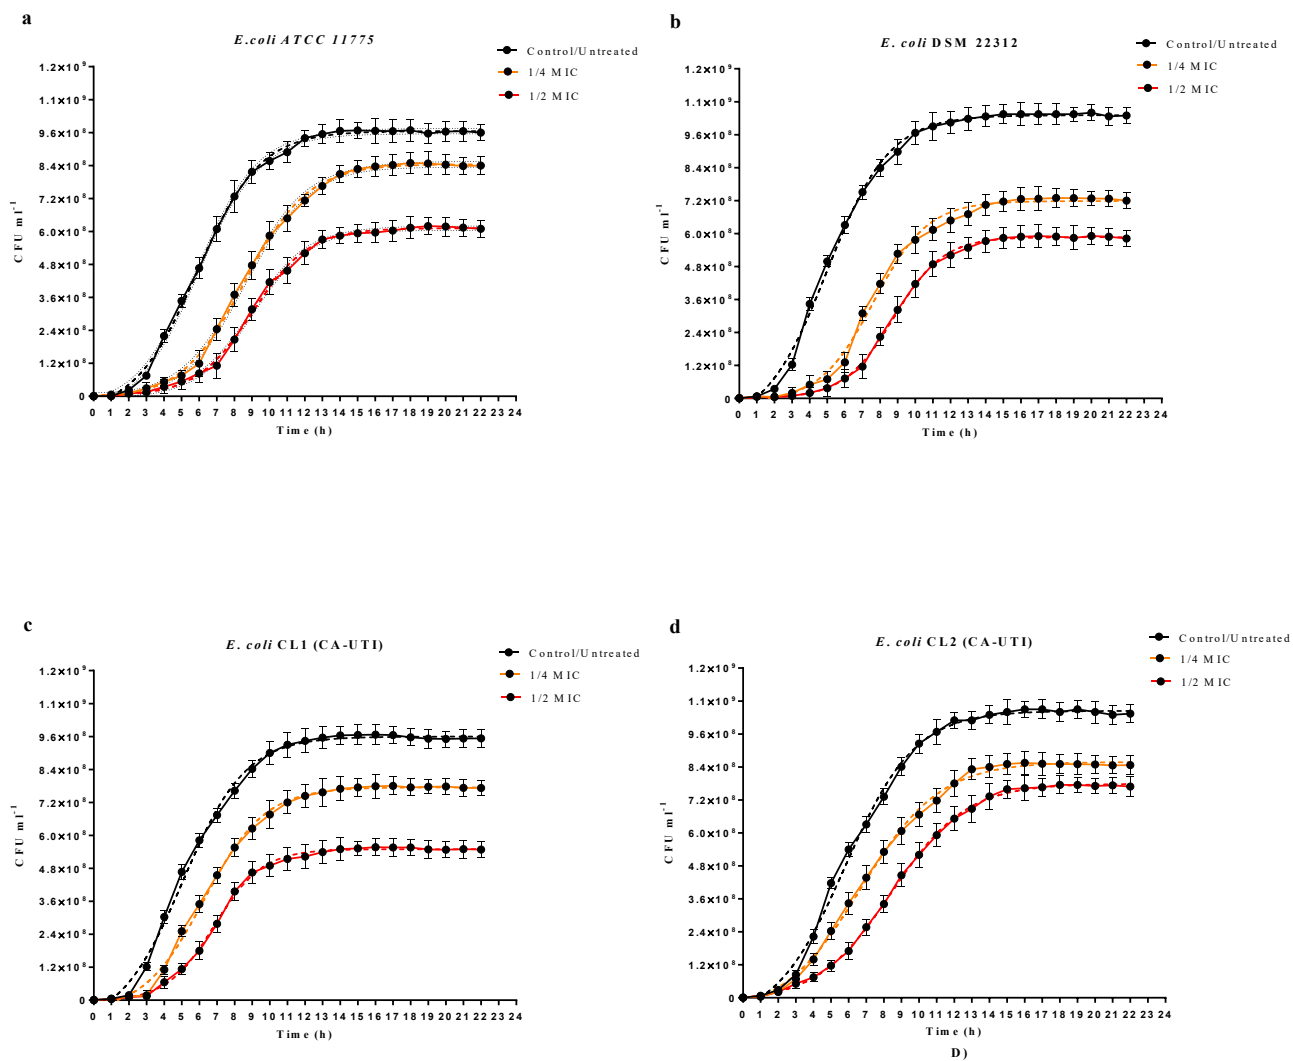 a
E.coli ATCC 11775
Control/Untreated
1/4 MIC
1/2 MIC
1.2×10⁹
1.1×10⁹
9.6×10⁸
8.4×10⁸
7.2×10⁸
6.0×10⁸
4.8×10⁸
3.6×10⁸
2.4×10⁸
1.2×10⁸
0
CFU ml⁻¹
0 1 2 3 4 5 6 7 8 9 10 11 12 13 14 15 16 17 18 19 20 21 22 23 24
Time (h)
b
E. coli DSM 22312
Control/Untreated
1/4 MIC
1/2 MIC
1.2×10⁹
1.1×10⁹
9.6×10⁸
8.4×10⁸
7.2×10⁸
6.0×10⁸
4.8×10⁸
3.6×10⁸
2.4×10⁸
1.2×10⁸
0
CFU ml⁻¹
0 1 2 3 4 5 6 7 8 9 10 11 12 13 14 15 16 17 18 19 20 21 22 23 24
Time (h)
c
E. coli CL1 (CA-UTI)
Control/Untreated
1/4 MIC
1/2 MIC
1.2×10⁹
1.1×10⁹
9.6×10⁸
8.4×10⁸
7.2×10⁸
6.0×10⁸
4.8×10⁸
3.6×10⁸
2.4×10⁸
1.2×10⁸
0
CFU ml⁻¹
0 1 2 3 4 5 6 7 8 9 10 11 12 13 14 15 16 17 18 19 20 21 22 23 24
Time (h)
d
E. coli CL2 (CA-UTI)
Control/Untreated
1/4 MIC
1/2 MIC
1.2×10⁹
1.1×10⁹
9.6×10⁸
8.4×10⁸
7.2×10⁸
6.0×10⁸
4.8×10⁸
3.6×10⁸
2.4×10⁸
1.2×10⁸
0
CFU ml⁻¹
0 1 2 3 4 5 6 7 8 9 10 11 12 13 14 15 16 17 18 19 20 21 22 23 24
Time (h)
D)